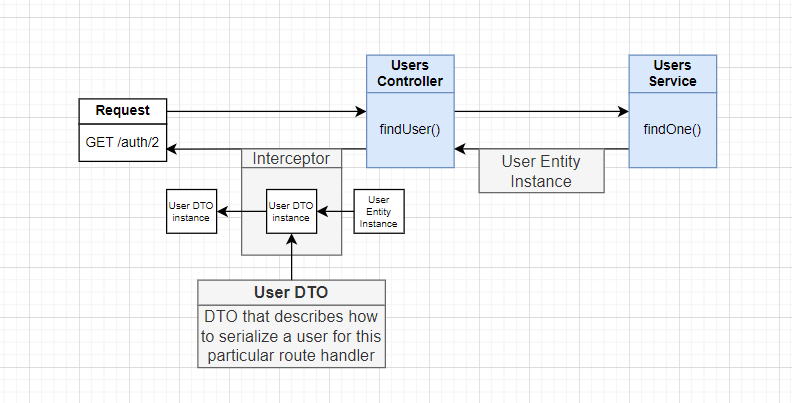 Users
Controller
Users
Service
Request
GET /auth/2
findUser()
findOne()
Interceptor
User Entity
Instance
User DTO
instance
User DTO
instance
User
Entity
Instance
User DTO
DTO that describes how
to serialize a user for this
particular route handler